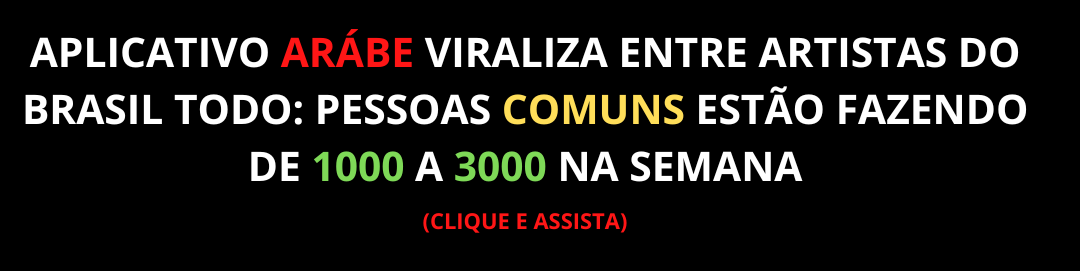 APLICATIVO ARÁBE VIRALIZA ENTRE ARTISTAS DO
BRASIL TODO: PESSOAS COMUNS ESTÃO FAZENDO
DE 1000 A 3000 NA SEMANA
(CLIQUE E ASSISTA)